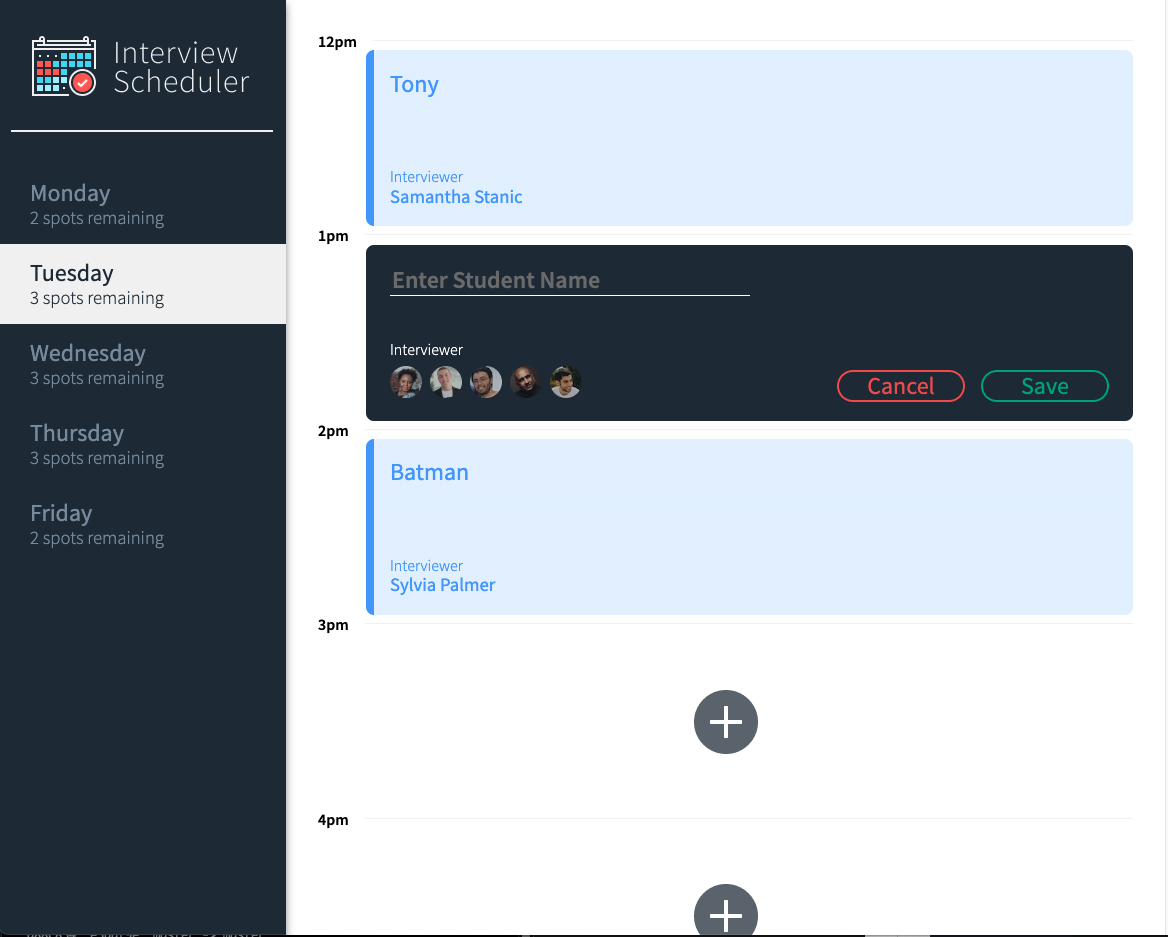 Interview
Scheduler
Monday
2 spots remaining
Tuesday
3 spots remaining
Wednesday
3 spots remaining
Thursday
3 spots remaining
Friday
2 spots remaining
12pm
Tony
Interviewer
Samantha Stanic
1pm
Enter Student Name
Interviewer
Cancel
Save
2pm
Batman
Interviewer
Sylvia Palmer
3pm
4pm